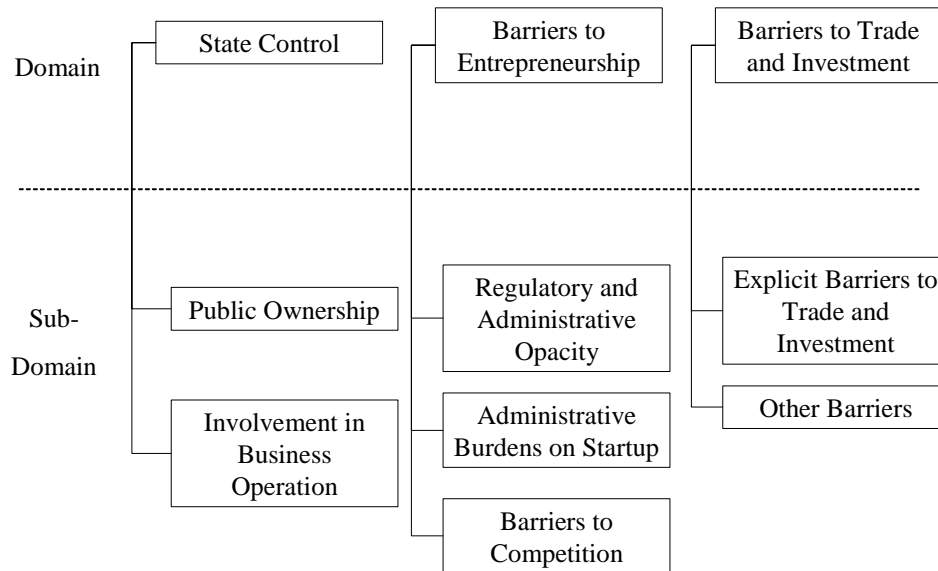 Domain
State Control
Barriers to
Entrepreneurship
Barriers to Trade
and Investment
Sub-
Domain
Public Ownership
Involvement in
Business
Operation
Regulatory and
Administrative
Opacity
Administrative
Burdens on Startup
Barriers to
Competition
Explicit Barriers to
Trade and
Investment
Other Barriers